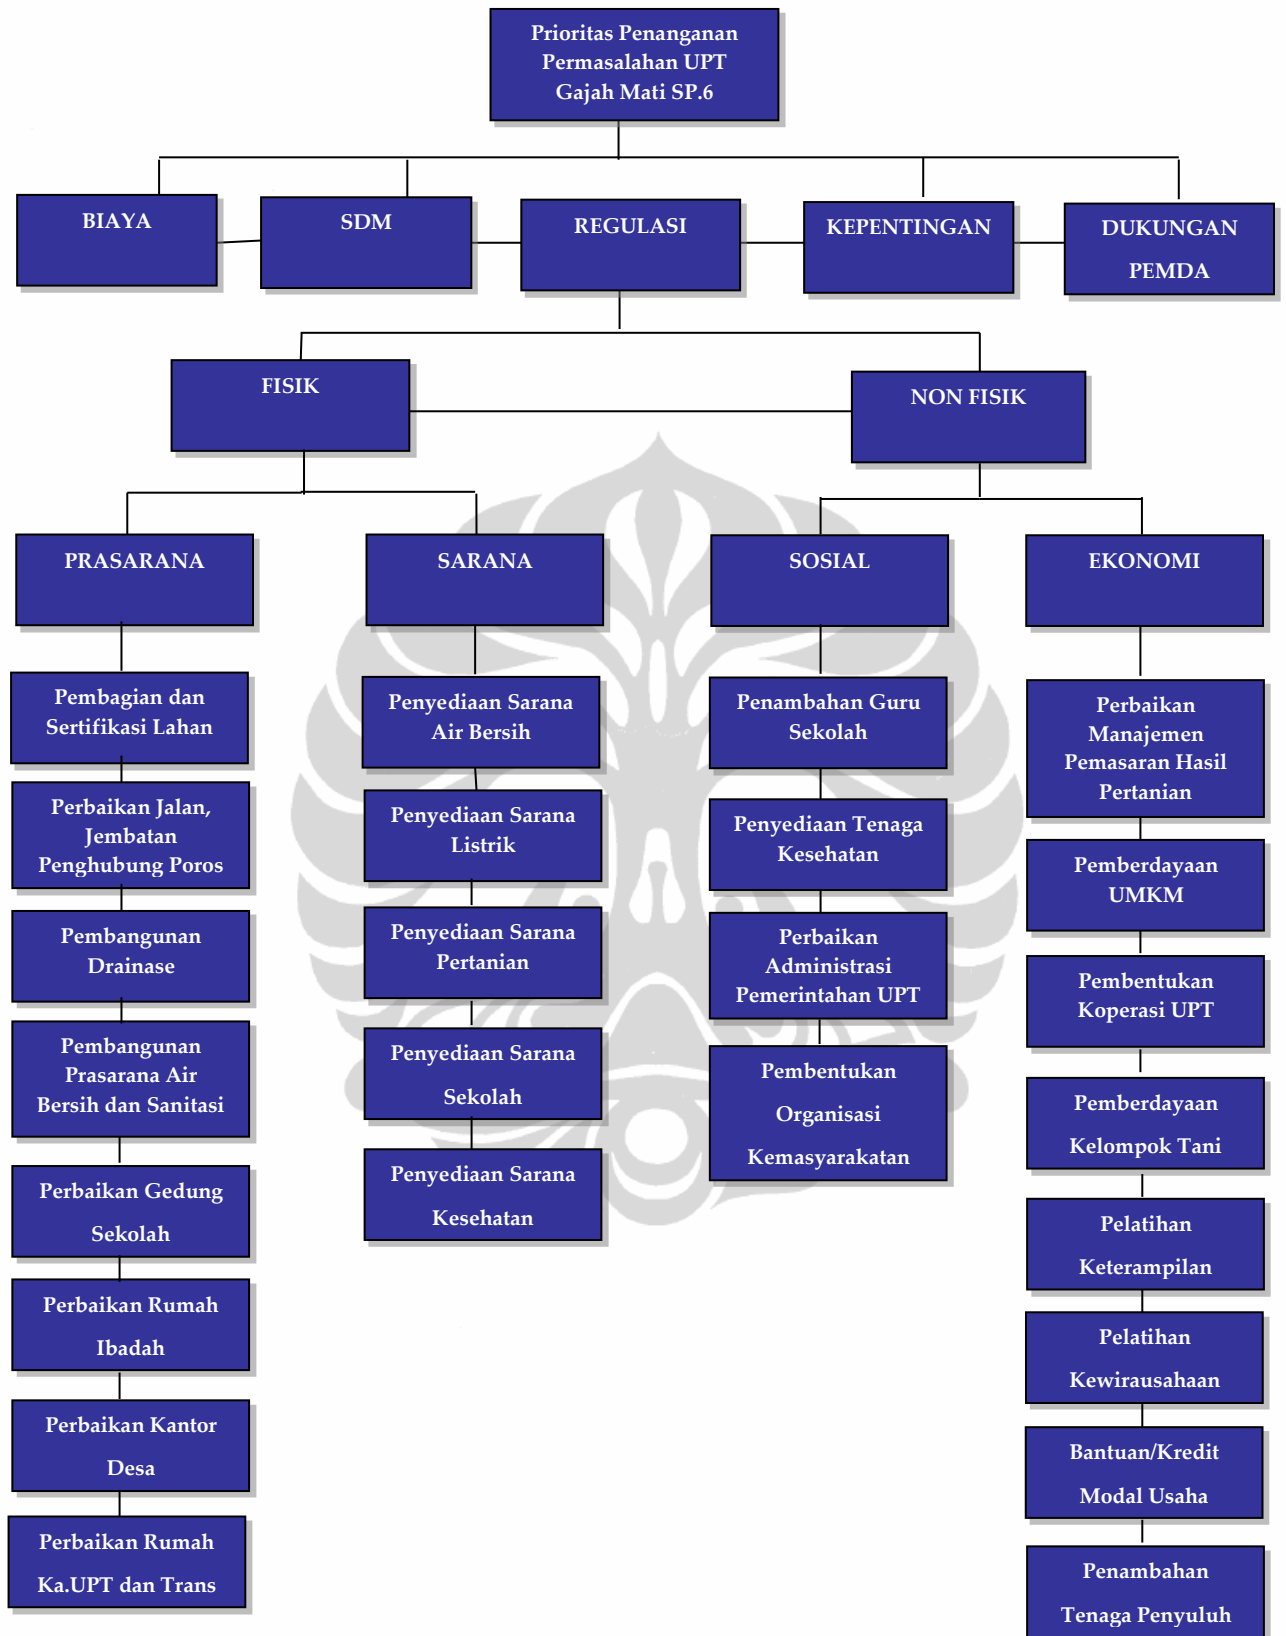 Prioritas Penanganan
Permasalahan UPT
Gajah Mati SP.6
BIAYA
SDM
REGULASI
KEPENTINGAN
DUKUNGAN
PEMDA
FISIK
NON FISIK
PRASARANA
SARANA
SOSIAL
EKONOMI
Pembagian dan
Sertifikasi Lahan
Perbaikan Jalan,
Jembatan
Penghubung Poros
Pembangunan
Drainase
Pembangunan
Prasarana Air
Bersih dan Sanitasi
Perbaikan Gedung
Sekolah
Perbaikan Rumah
Ibadah
Perbaikan Kantor
Desa
Perbaikan Rumah
Ka.UPT dan Trans
Penyediaan Sarana
Air Bersih
Penyediaan Sarana
Listrik
Penyediaan Sarana
Pertanian
Penyediaan Sarana
Sekolah
Penyediaan Sarana
Kesehatan
Penambahan Guru
Sekolah
Penyediaan Tenaga
Kesehatan
Perbaikan
Administrasi
Pemerintahan UPT
Pembentukan
Organisasi
Kemasyarakatan
Perbaikan
Manajemen
Pemasaran Hasil
Pertanian
Pemberdayaan
UMKM
Pembentukan
Koperasi UPT
Pemberdayaan
Kelompok Tani
Pelatihan
Keterampilan
Pelatihan
Kewirausahaan
Bantuan/Kredit
Modal Usaha
Penambahan
Tenaga Penyuluh